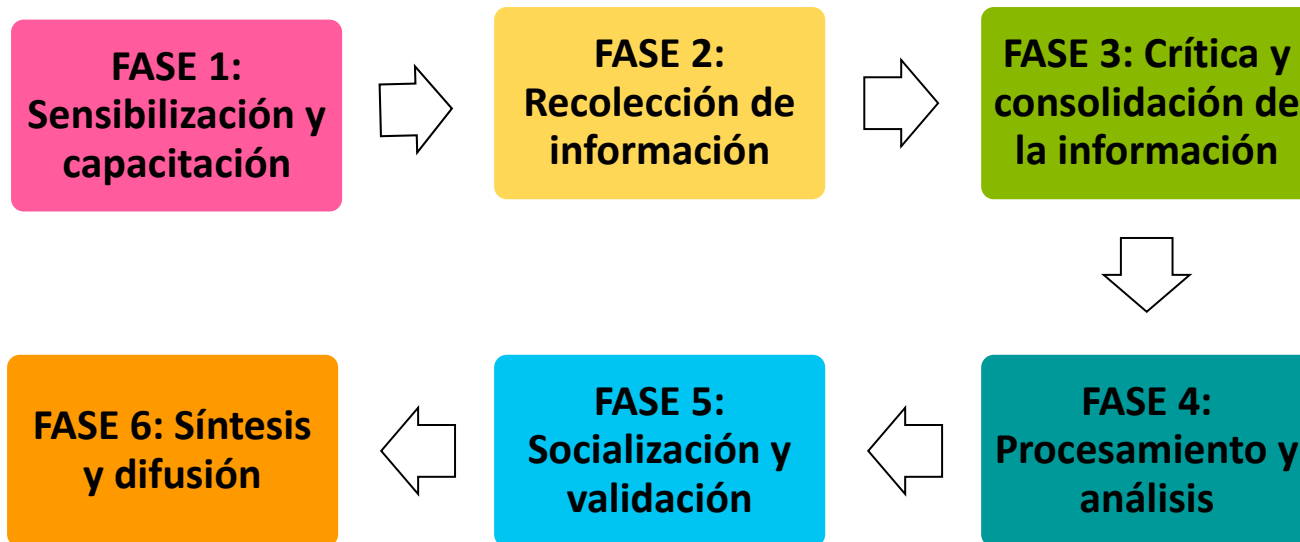 FASE 1:
Sensibilización y
capacitación
FASE 2:
Recolección de
información
FASE 3: Crítica y
consolidación de
la información
FASE 4:
Procesamiento y
análisis
FASE 5:
Socialización y
validación
FASE 6: Síntesis
y difusión